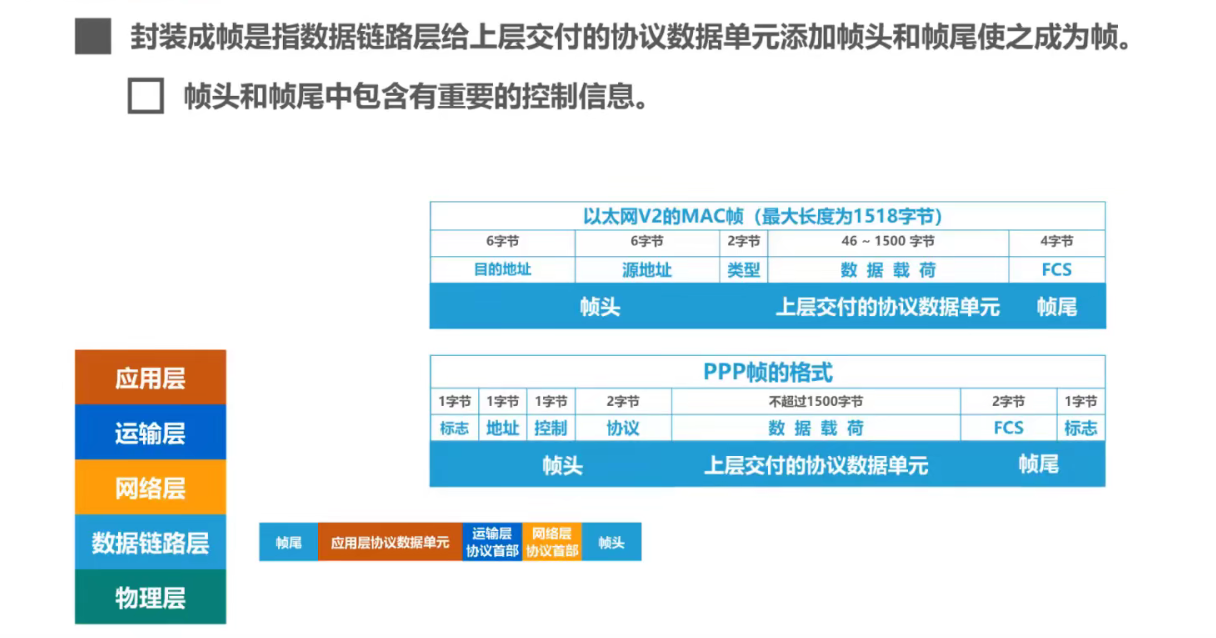 封装成帧是指数据链路层给上层交付的协议数据单元添加帧头和帧尾使之成为帧。
帧头和帧尾中包含有重要的控制信息。
以太网V2的MAC帧（最大长度为1518字节）
6字节 6字节 2字节 46 ~ 1500 字节 4字节
目的地址 源地址 类型 数 据 载 荷 FCS
帧头 上层交付的协议数据单元 帧尾
PPP帧的格式
1字节 1字节 1字节 2字节 不超过1500字节 2字节 1字节
标志 地址 控制 协议 数 据 载 荷 FCS 标志
帧头 上层交付的协议数据单元 帧尾
应用层
运输层
网络层
数据链路层
物理层
帧尾 应用层协议数据单元 运输层 网络层 帧头
协议首部 协议首部